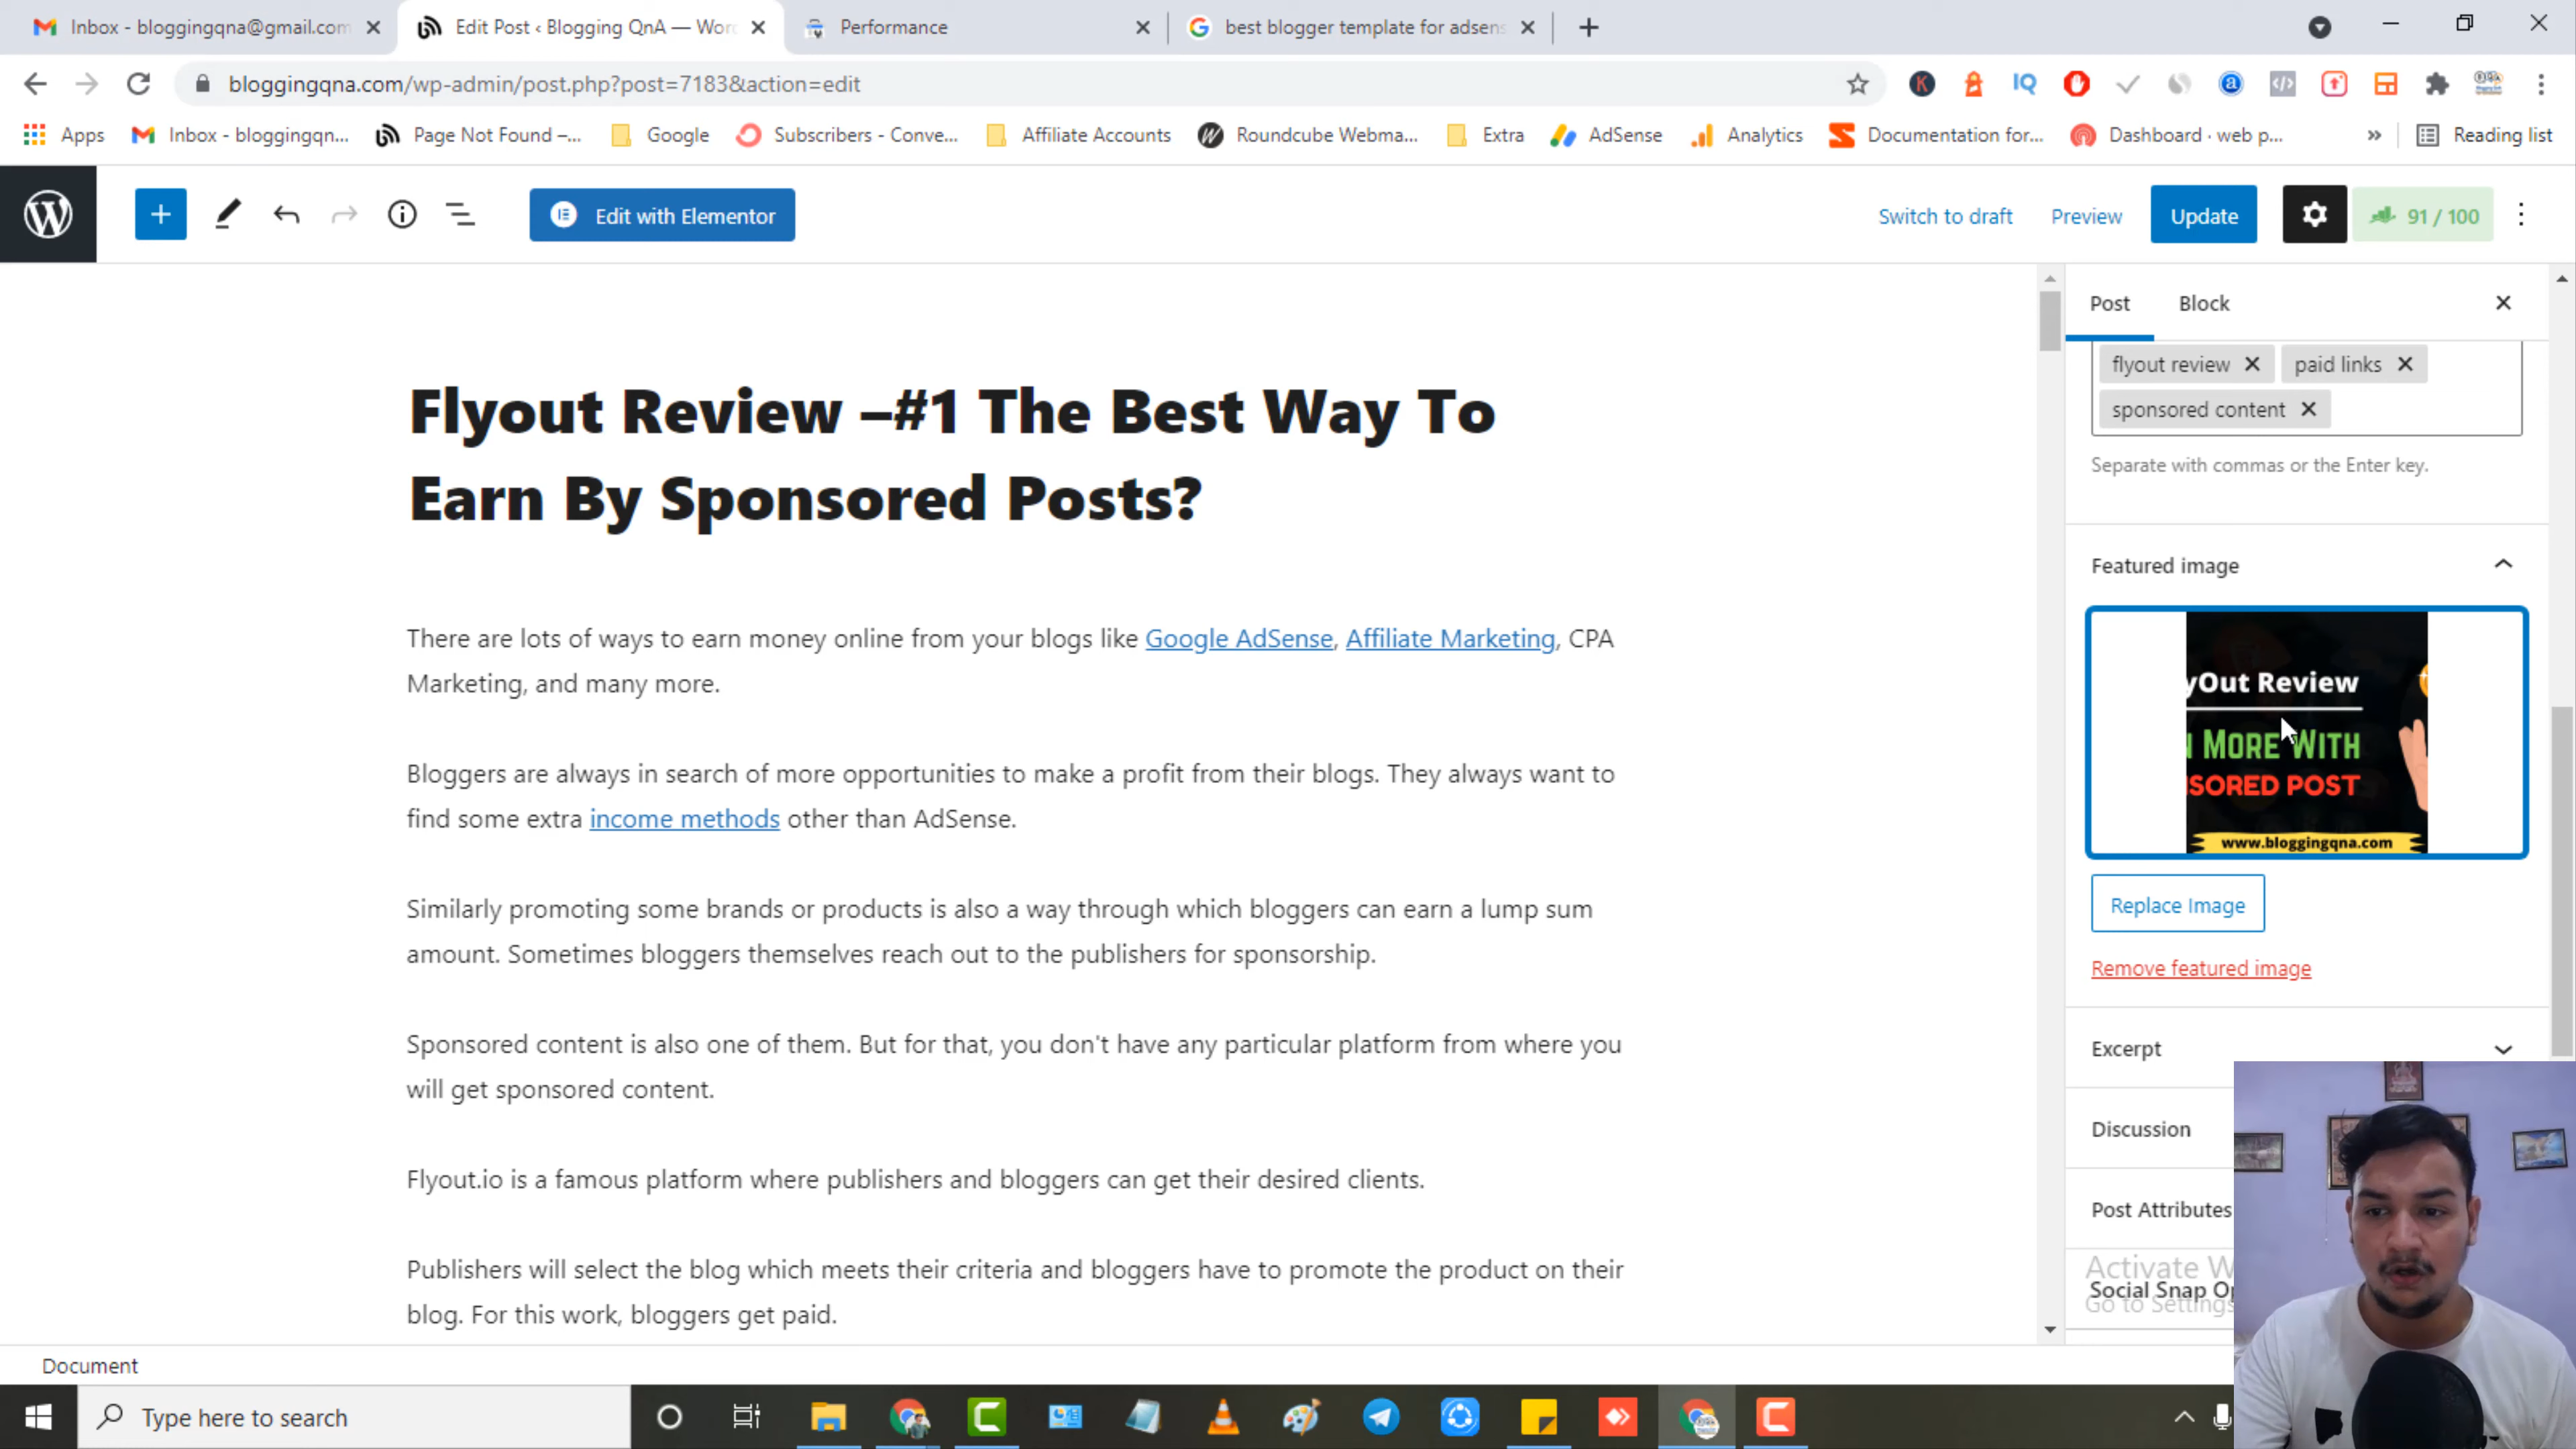 Inbox - bloggingqna@gmail.com
Edit Post ‹ Blogging QnA — Wor
Performance
best blogger template for adsens
bloggingqna.com/wp-admin/post.php?post=7183&action=edit
Apps
Inbox - bloggingqn...
Page Not Found –...
Google
Subscribers - Conve...
Affiliate Accounts
Roundcube Webma...
Extra
AdSense
Analytics
Documentation for...
Dashboard · web p...
Reading list
Edit with Elementor
Switch to draft
Preview
Update
91 / 100
Flyout Review –#1 The Best Way To
Earn By Sponsored Posts?
There are lots of ways to earn money online from your blogs like Google AdSense, Affiliate Marketing, CPA
Marketing, and many more.
Bloggers are always in search of more opportunities to make a profit from their blogs. They always want to
find some extra income methods other than AdSense.
Similarly promoting some brands or products is also a way through which bloggers can earn a lump sum
amount. Sometimes bloggers themselves reach out to the publishers for sponsorship.
Sponsored content is also one of them. But for that, you don't have any particular platform from where you
will get sponsored content.
Flyout.io is a famous platform where publishers and bloggers can get their desired clients.
Publishers will select the blog which meets their criteria and bloggers have to promote the product on their
blog. For this work, bloggers get paid.
Post
Block
flyout review
paid links
sponsored content
Separate with commas or the Enter key.
Featured image
yOut Review
N MORE WITH
SORED POST
www.bloggingqna.com
Replace Image
Remove featured image
Excerpt
Discussion
Post Attributes
Activate W
Social Snap Op
Go to Settings
Document
Type here to search